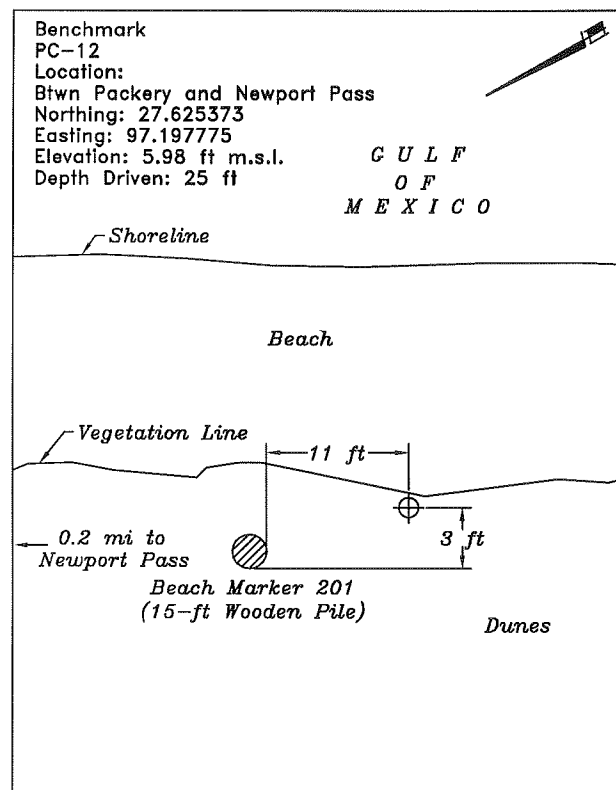 Benchmark
PC-12
Location:
Btwn Packery and Newport Pass
Northing: 27.625373
Easting: 97.197775
Elevation: 5.98 ft m.s.l.
Depth Driven: 25 ft
GULF
OF
MEXICO
Shoreline
Beach
Vegetation Line
11 ft
0.2 mi to
Newport Pass
3 ft
Beach Marker 201
(15-ft Wooden Pile)
Dunes